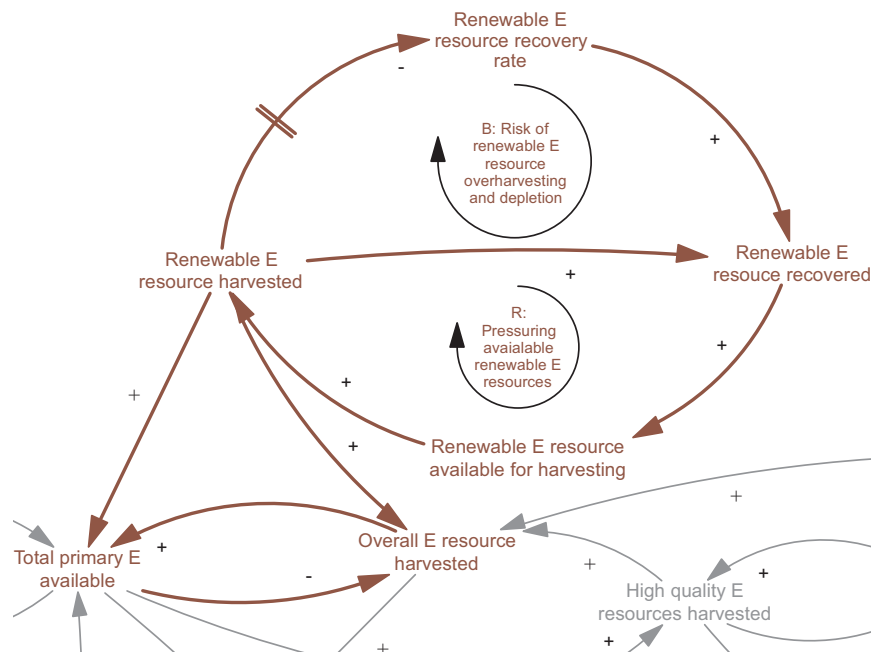 Renewable E
resource recovery
rate
-
B: Risk of
renewable E
resource
overharvesting
and depletion
+
Renewable E
resource harvested
Renewable E
resouce recovered
+
R:
Pressuring
avaialable
renewable E
resources
+
+
+
Renewable E resource
available for harvesting
+
+
Overall E resource
harvested
Total primary E
available
+
-
+
+
High quality E
resources harvested
+
+